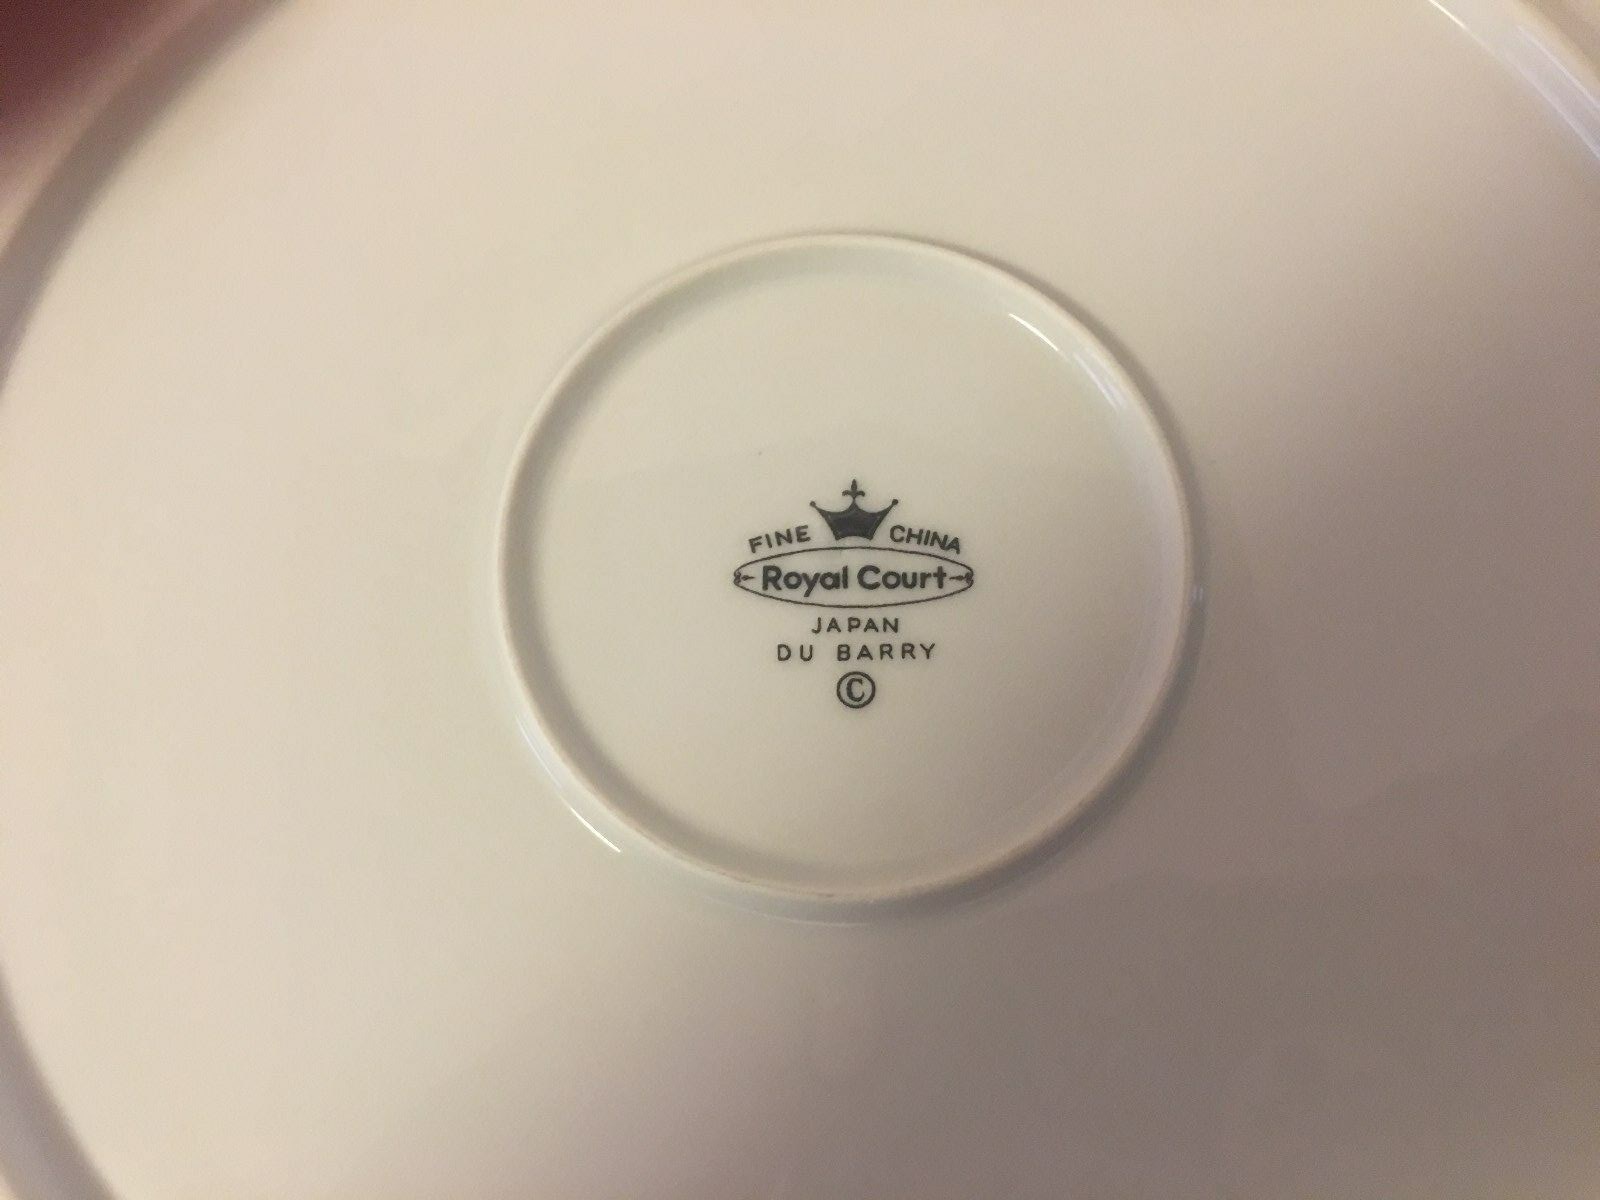 FINE CHINA
Royal Court
JAPAN
DU BARRY
©